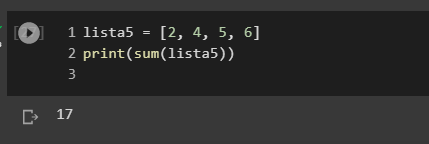 1 lista5 = [2, 4, 5, 6]
2 print(sum(lista5))
3
17